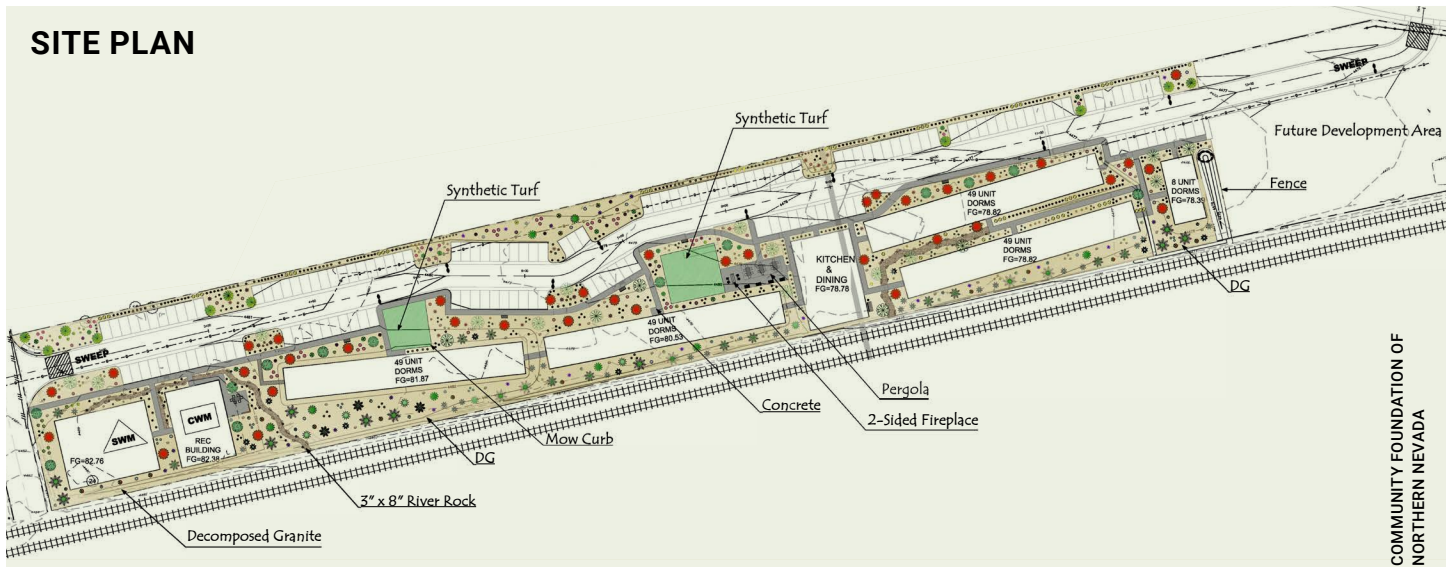 SITE PLAN
SWEEP
Synthetic Turf
Future Development Area
Synthetic Turf
Fence
8 UNIT
DORMS
FG=78.39
49 UNIT
DORMS
FG=78.82
49 UNIT
DORMS
FG=78.82
KITCHEN
&
DINING
FG=78.78
DG
49 UNIT
DORMS
FG=80.53
SWEEP
49 UNIT
DORMS
FG=81.87
Pergola
Concrete
2-Sided Fireplace
CWM
SWM
REC
BUILDING
FG=82.38
FG=82.76
24
Mow Curb
DG
3" x 8" River Rock
Decomposed Granite
COMMUNITY FOUNDATION OF
NORTHERN NEVADA